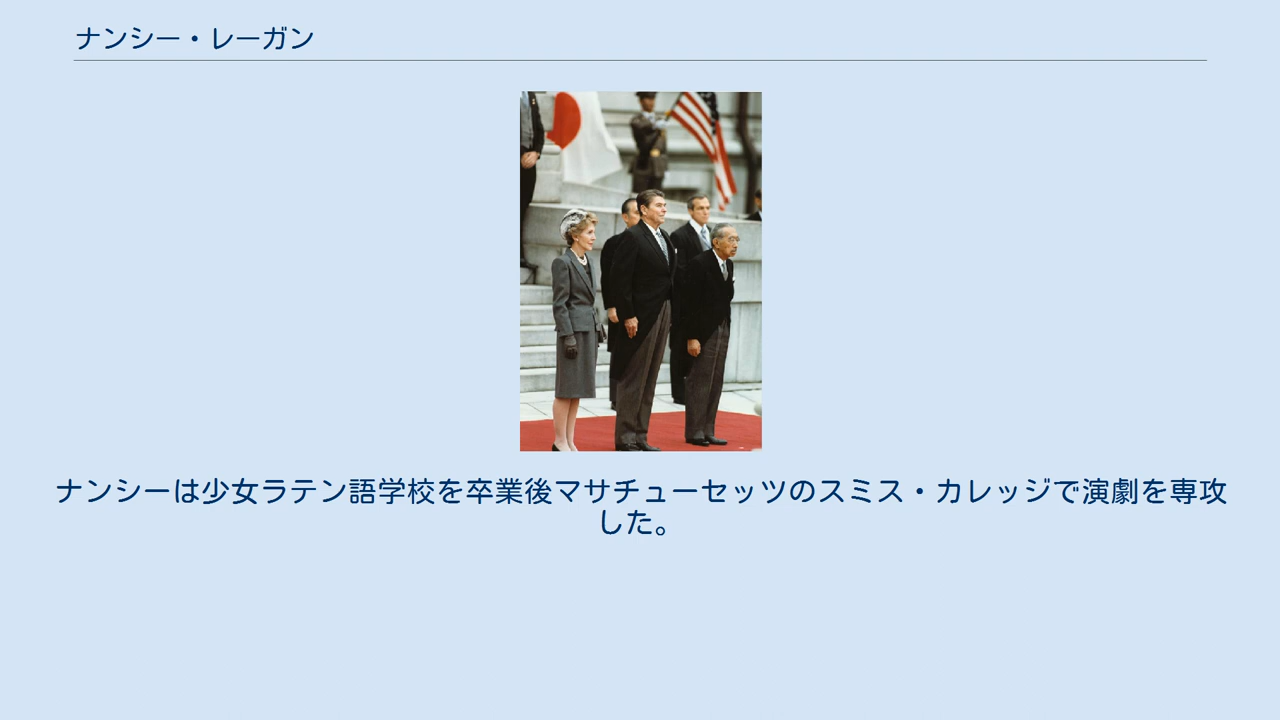 ナンシー・レーガン
ナンシーは少女ラテン語学校を卒業後マサチューセッツのスミス・カレッジで演劇を専攻
した。